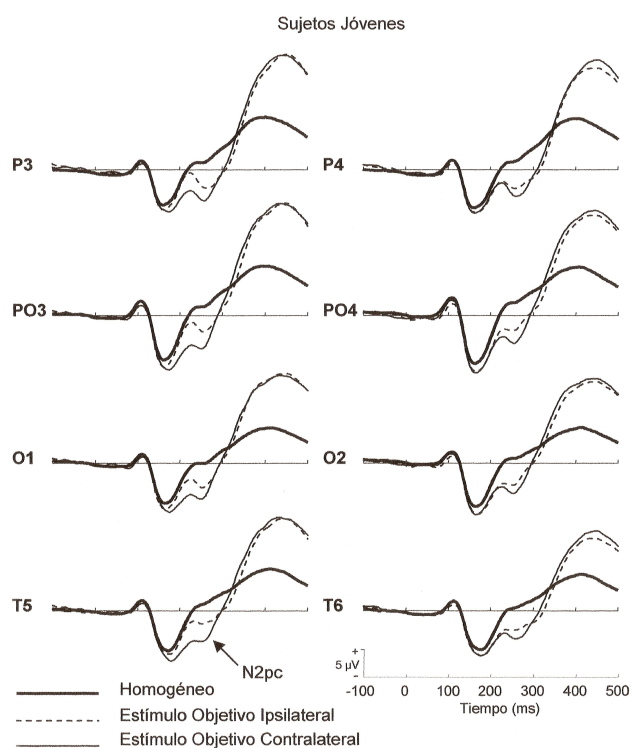 Sujetos Jóvenes
P3
P4
PO3
PO4
O1
O2
T5
T6
N2pc
+
5 µV
-
-100 0 100 200 300 400 500
Tiempo (ms)
Homogéneo
Estímulo Objetivo Ipsilateral
Estímulo Objetivo Contralateral